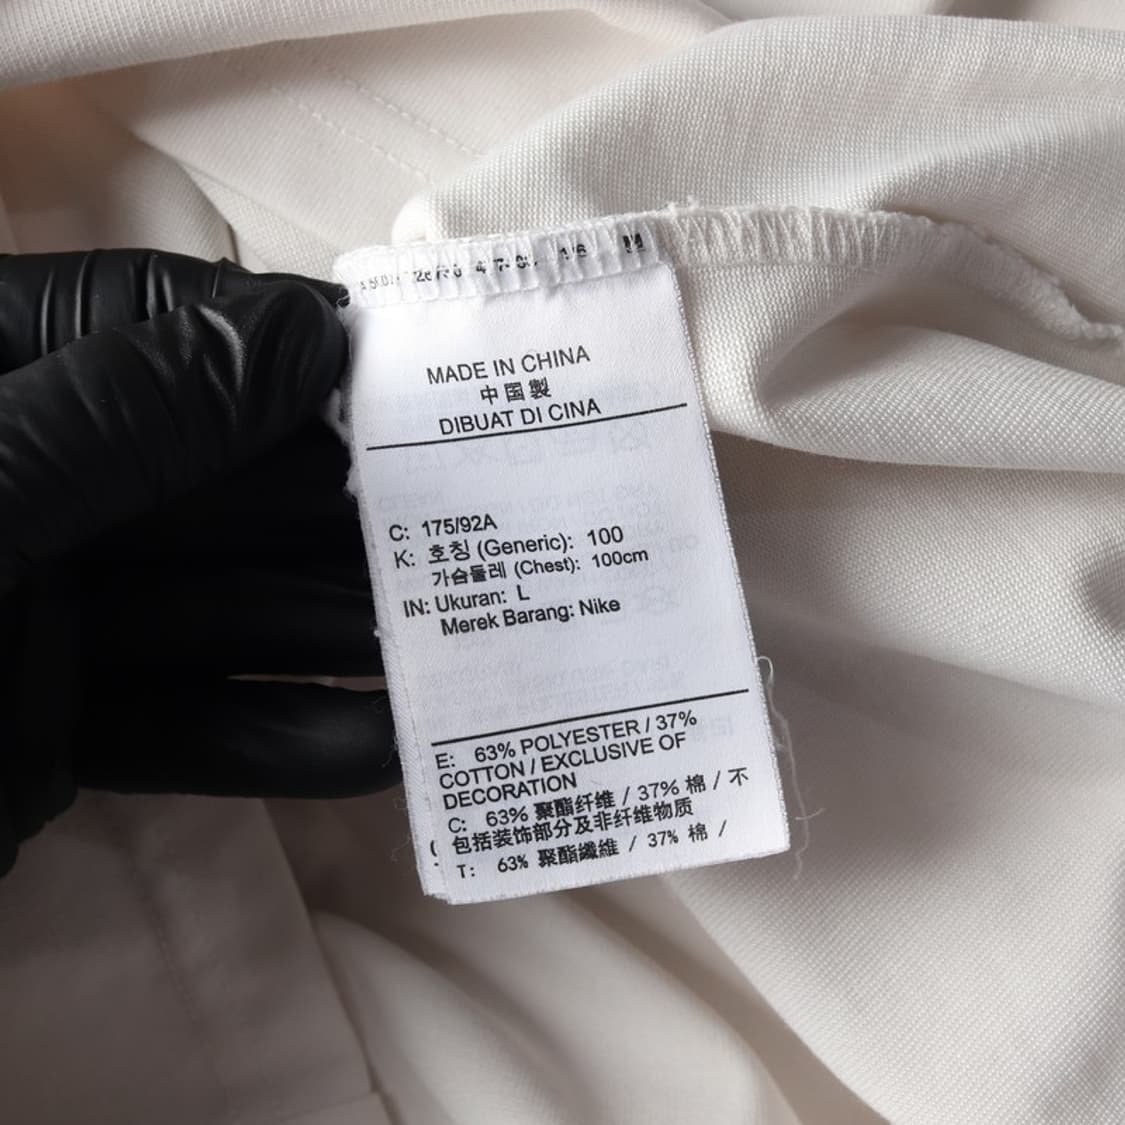 1/6 M
MADE IN CHINA
中国製
DIBUAT DI CINA
C: 175/92A
K: 호칭 (Generic): 100
가슴둘레 (Chest): 100cm
IN: Ukuran: L
Merek Barang: Nike
E: 63% POLYESTER / 37%
COTTON / EXCLUSIVE OF
DECORATION
C: 63% 聚酯纤维 / 37% 棉 / 不
包括装饰部分及非纤维物质
T: 63% 聚酯纖維 / 37% 棉 /